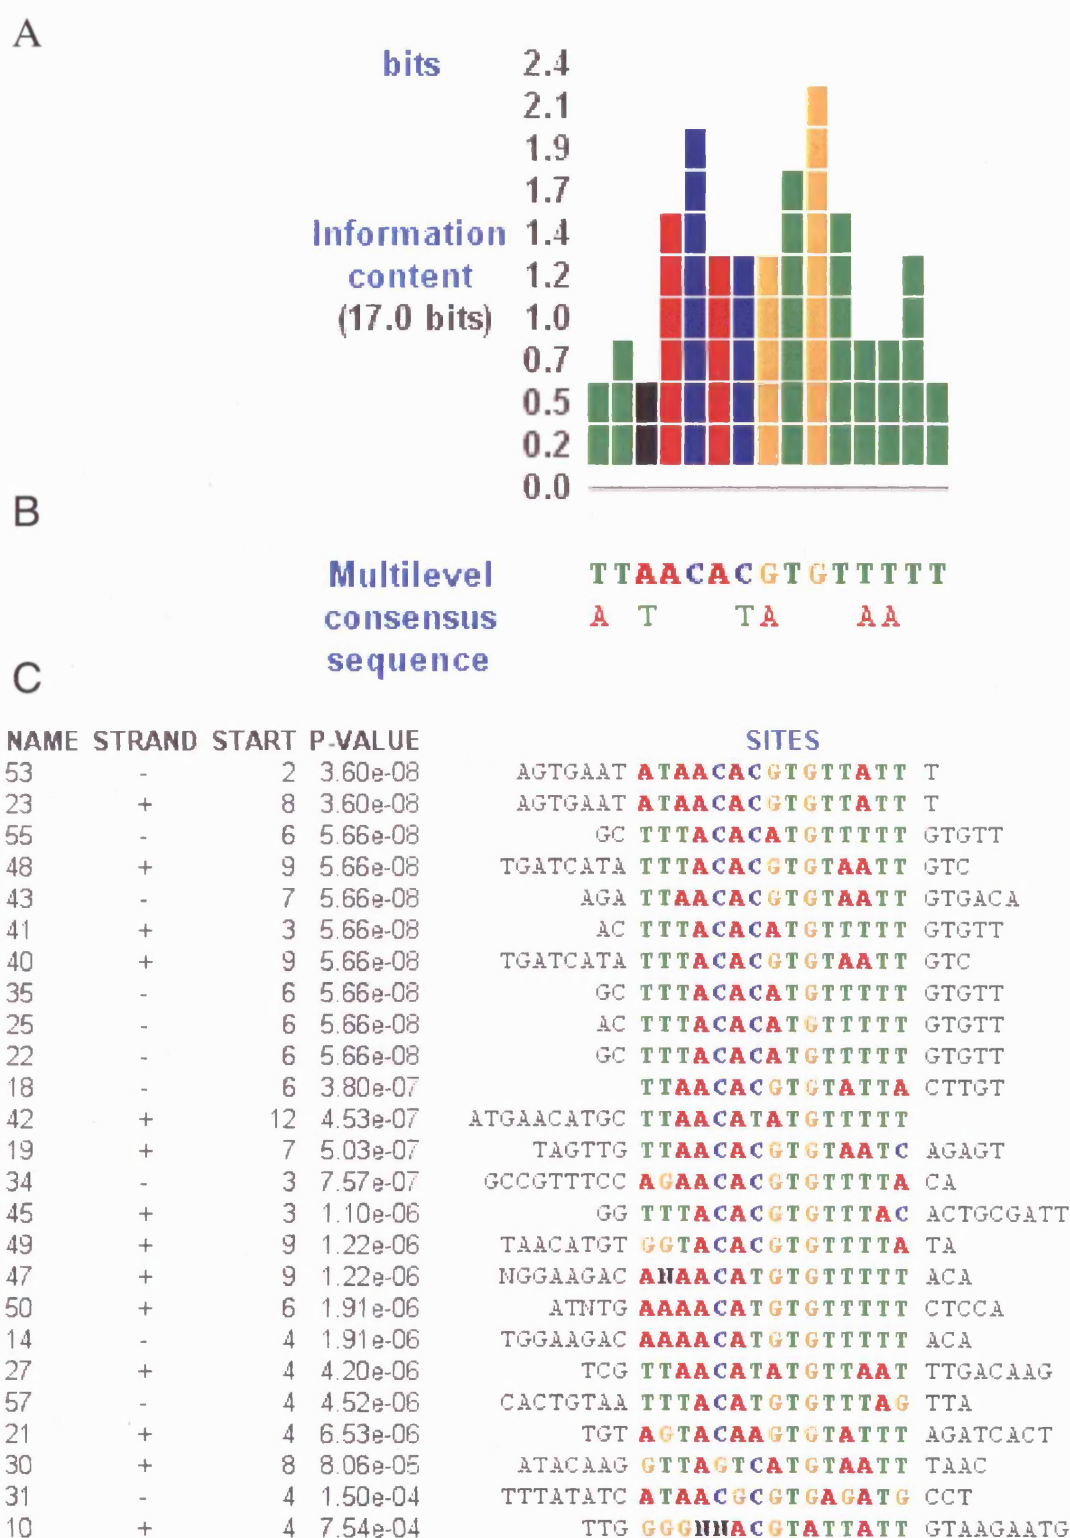 A
bits 2.4
2.1
1.9
1.7
Information 1.4
content 1.2
(17.0 bits) 1.0
0.7
0.5
0.2
0.0
B
Multilevel TTAACACGTGTTTTT
consensus A T TA AA
sequence
C
NAME STRAND START P-VALUE SITES
53 - 2 3.60e-08 AGTGAAT ATAACACGTGTTATT T
23 + 8 3.60e-08 AGTGAAT ATAACACGTGTTATT T
55 - 6 5.66e-08 GC TTTACACATGTTTTT GTGTT
48 + 9 5.66e-08 TGATCATA TTTACACGTGTAATT GTC
43 - 7 5.66e-08 AGA TTAACACGTGTAATT GTGACA
41 + 3 5.66e-08 AC TTTACACATGTTTTT GTGTT
40 + 9 5.66e-08 TGATCATA TTTACACGTGTAATT GTC
35 - 6 5.66e-08 GC TTTACACATGTTTTT GTGTT
25 - 6 5.66e-08 AC TTTACACATGTTTTT GTGTT
22 - 6 5.66e-08 GC TTTACACATGTTTTT GTGTT
18 - 6 3.80e-07 TTAACACGTGTATTA CTTGT
42 + 12 4.53e-07 ATGAACATGC TTAACATATGTTTTT
19 + 7 5.03e-07 TAGTTG TTAACACGTGTAATC AGAGT
34 - 3 7.57e-07 GCCGTTTCC AGAACACGTGTTTTA CA
45 + 3 1.10e-06 GG TTTACACGTGTTTAC ACTGCGATT
49 + 9 1.22e-06 TAACATGT GGTACACGTGTTTTA TA
47 + 9 1.22e-06 NGGAAGAC ANAACATGTGTTTTT ACA
50 + 6 1.91e-06 ATNTG AAAACATGTGTTTTT CTCCA
14 - 4 1.91e-06 TGGAAGAC AAAACATGTGTTTTT ACA
27 + 4 4.20e-06 TCG TTAACATATGTTAAT TTGACAAG
57 - 4 4.52e-06 CACTGTAA TTTACATGTGTTTAG TTA
21 + 4 6.53e-06 TGT AGTACAAGTGTATTT AGATCACT
30 + 8 8.06e-05 ATACAAG GTTAGTCATGTAATT TAAC
31 - 4 1.50e-04 TTTATATC ATAACGCGTGAGATG CCT
10 + 4 7.54e-04 TTG GGGNNACGTATTATT GTAAGAATG